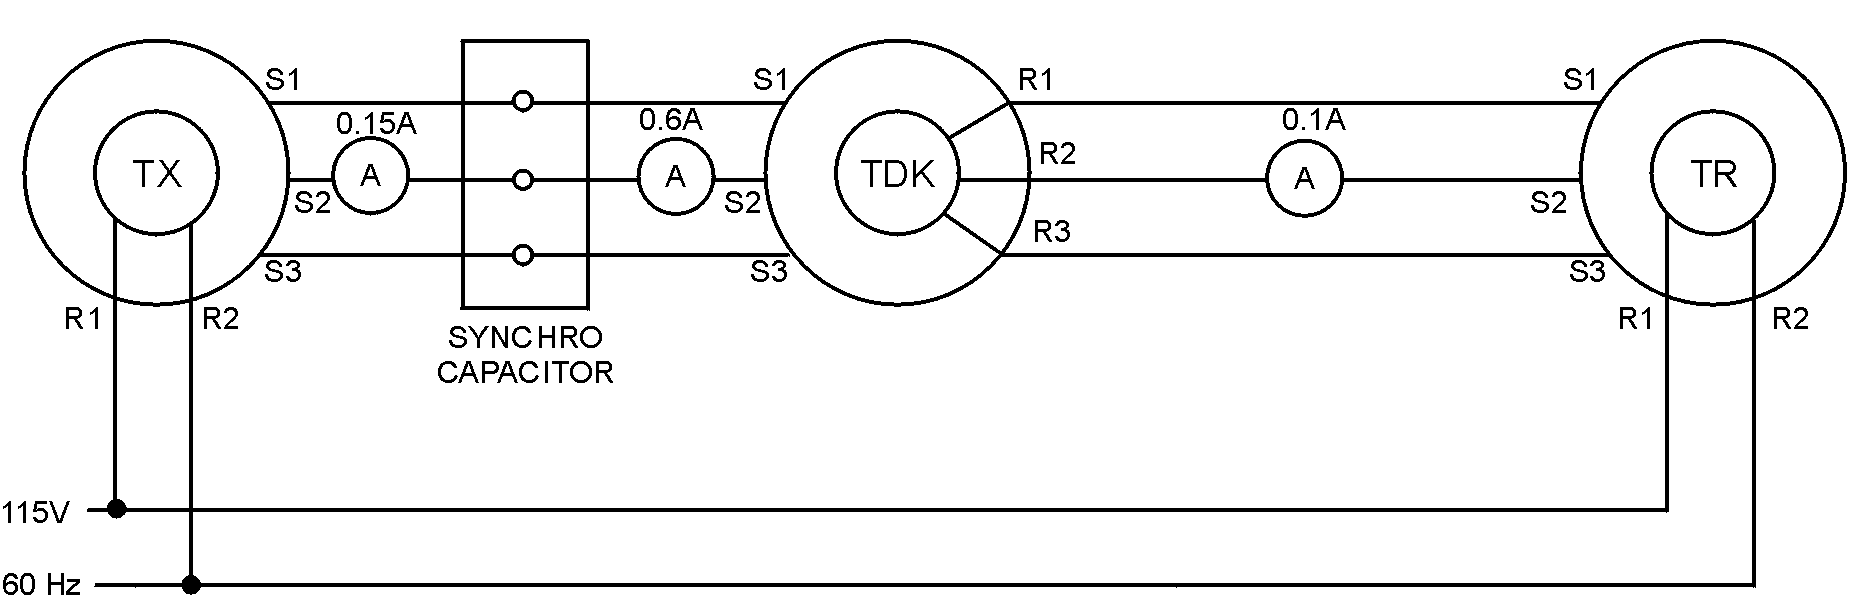 S1
S1
R1
S1
0.15A
0.6A
0.1A
R2
TX
A
A
TDK
A
TR
S2
S2
S2
R3
S3
S3
S3
R1
R2
R1
R2
SYNCHRO
CAPACITOR
115V
60 Hz